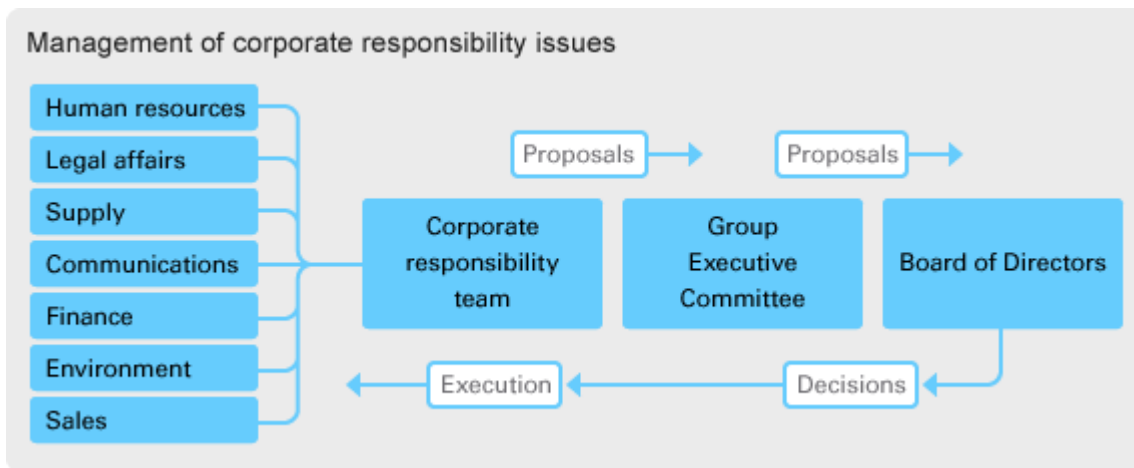 Management of corporate responsibility issues
Human resources
Legal affairs
Supply
Communications
Finance
Environment
Sales
Proposals
Proposals
Corporate
responsibility
team
Group
Executive
Committee
Board of Directors
Execution
Decisions